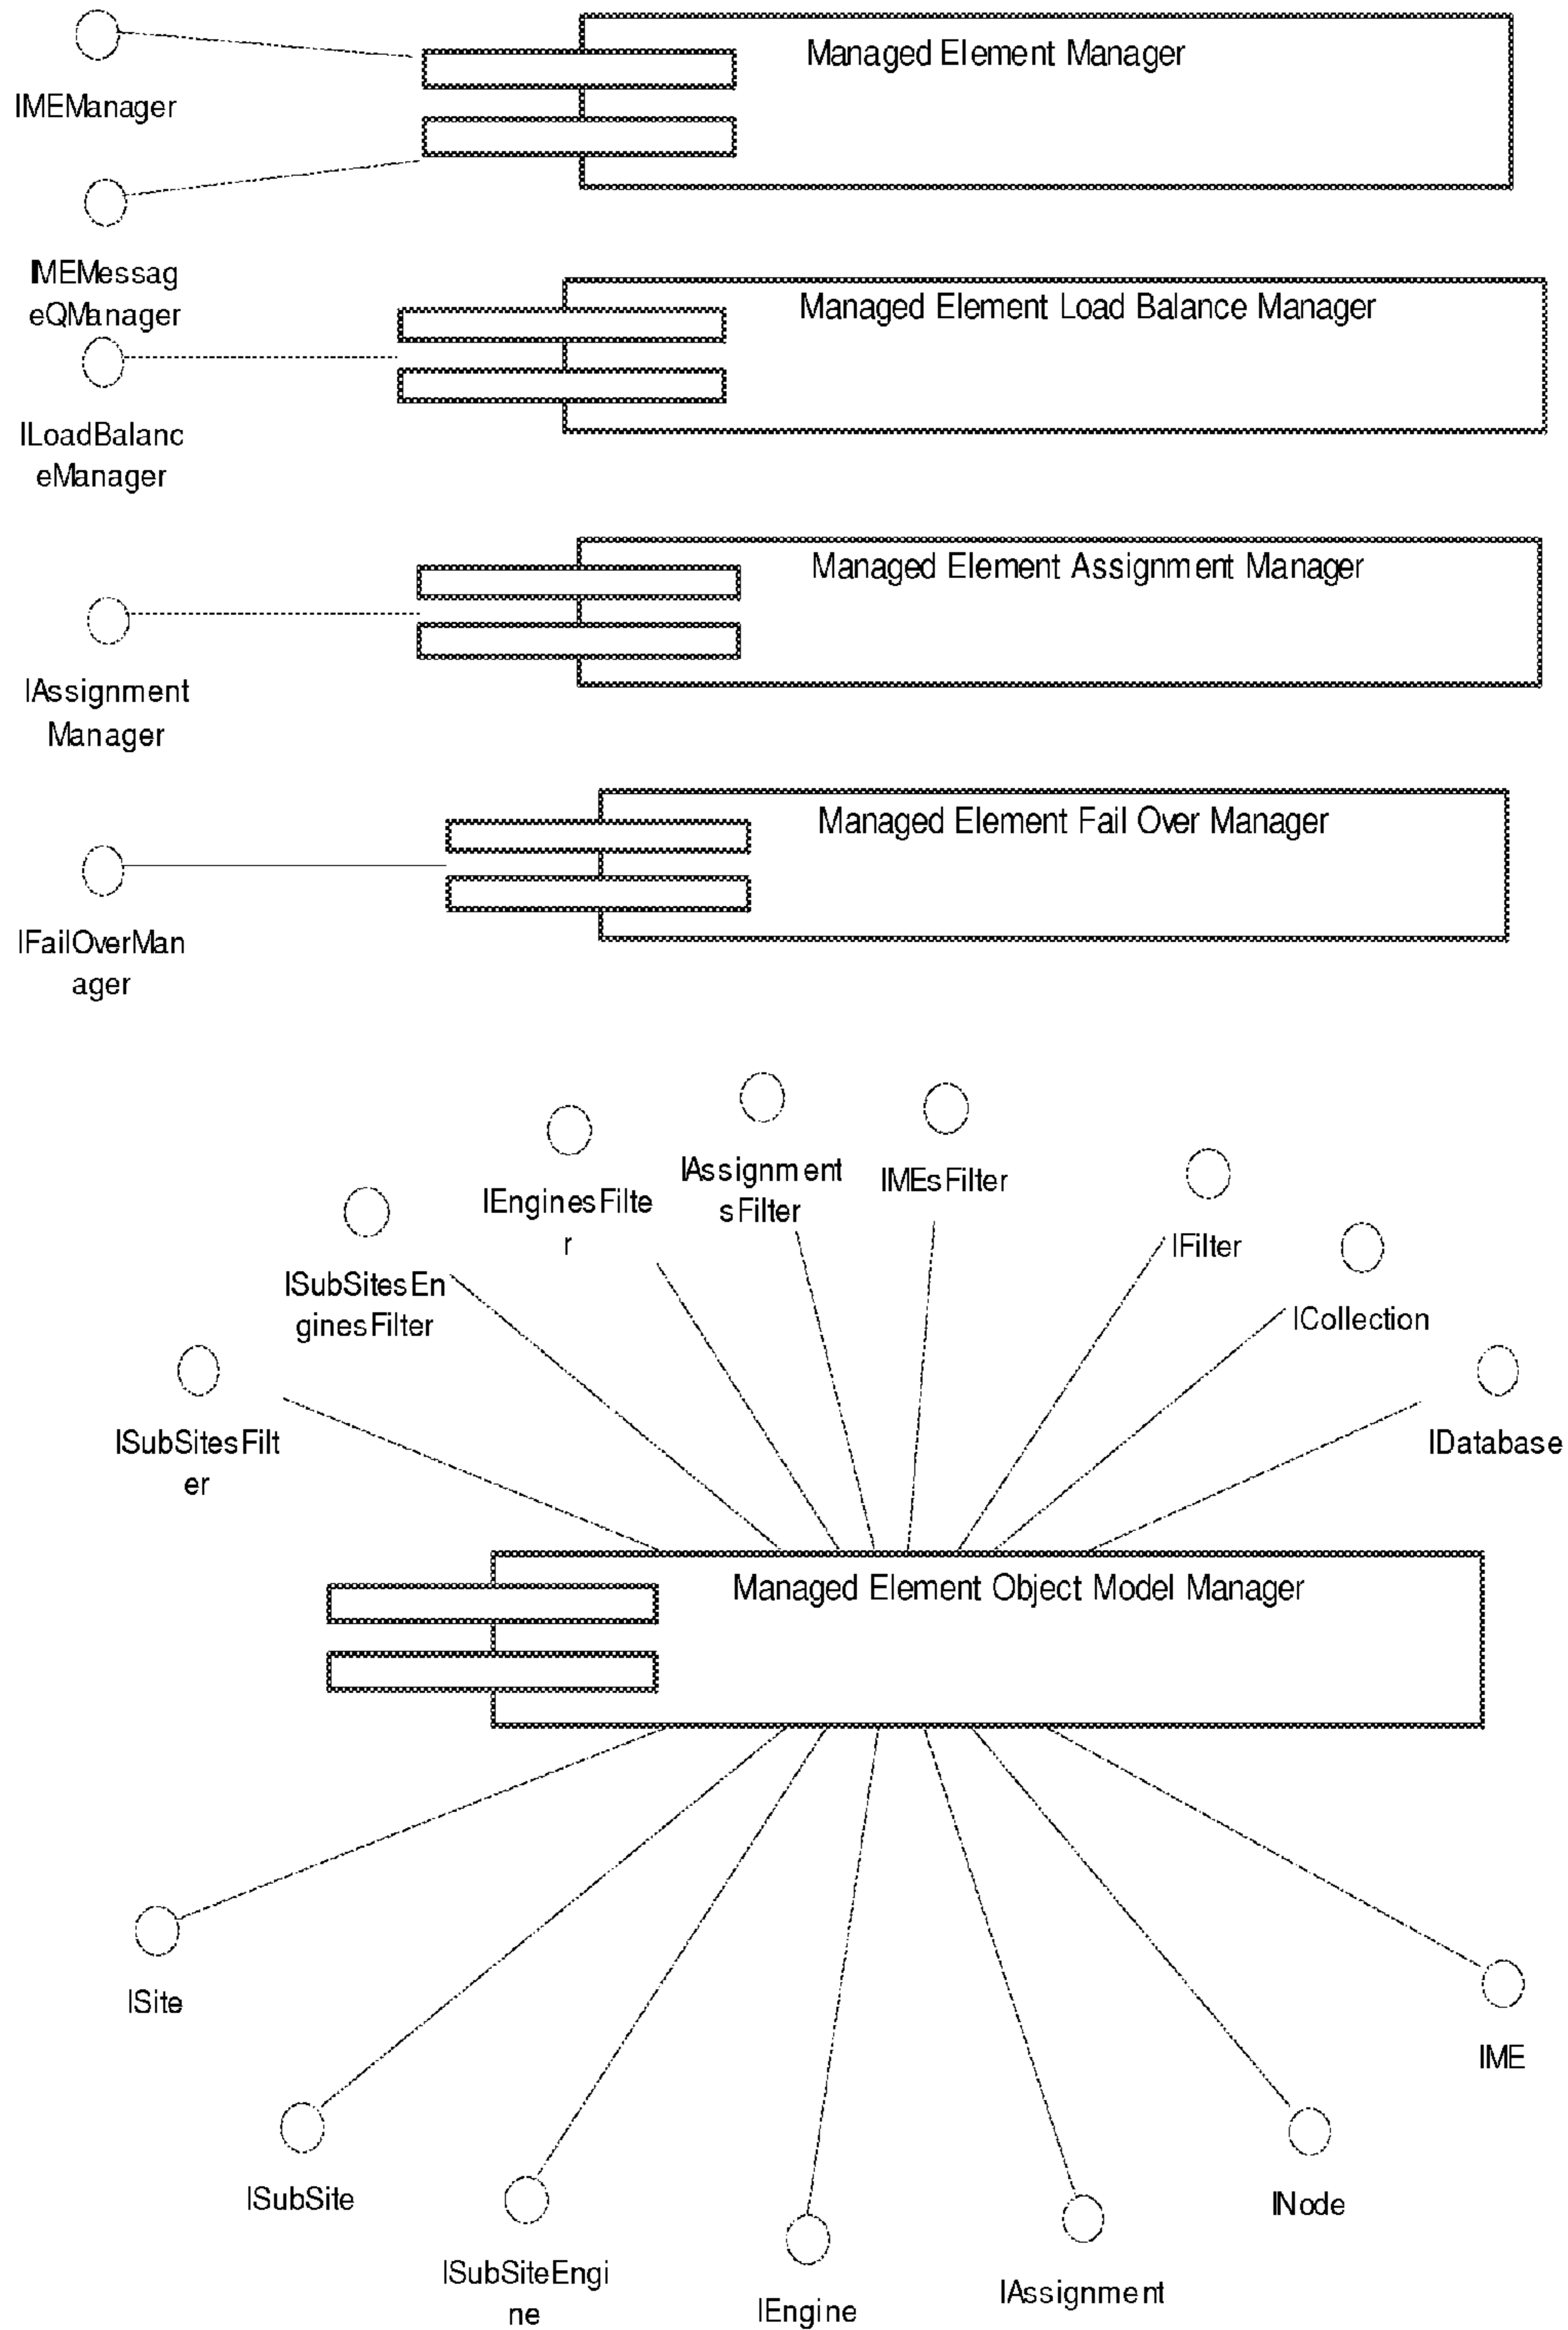 Managed Element Manager
IMEManager
IMEMessag
eQManager
Managed Element Load Balance Manager
ILoadBalanc
eManager
Managed Element Assignment Manager
IAssignment
Manager
Managed Element Fail Over Manager
IFailOverMan
ager
IAssignment
sFilter
IMEsFilter
IEnginesFilte
r
IFilter
ISubSitesEn
ginesFilter
ICollection
ISubSitesFilt
er
IDatabase
Managed Element Object Model Manager
ISite
IME
ISubSite
INode
ISubSiteEngi
ne
IEngine
IAssignment